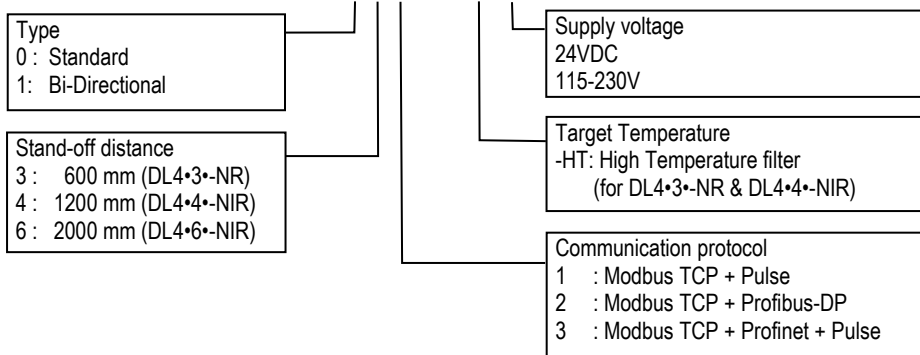 Type
0 : Standard
1: Bi-Directional
Stand-off distance
3 : 600 mm (DL4•3•-NR)
4 : 1200 mm (DL4•4•-NIR)
6 : 2000 mm (DL4•6•-NIR)
Supply voltage
24VDC
115-230V
Target Temperature
-HT: High Temperature filter
(for DL4•3•-NR & DL4•4•-NIR)
Communication protocol
1 : Modbus TCP + Pulse
2 : Modbus TCP + Profibus-DP
3 : Modbus TCP + Profinet + Pulse